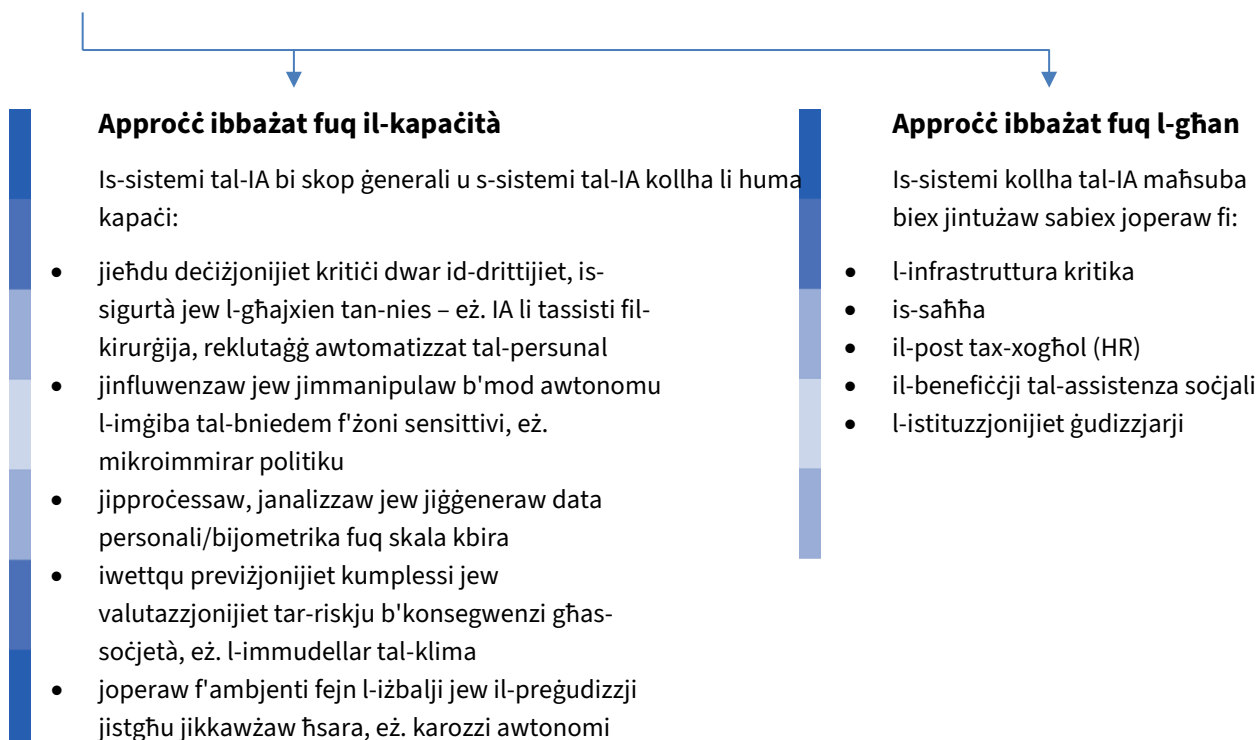 Approċċ ibbażat fuq il-kapaċità
Is-sistemi tal-IA bi skop ġenerali u s-sistemi tal-IA kollha li huma
kapaċi:
• jieħdu deċiżjonijiet kritiċi dwar id-drittijiet, is-
sigurtà jew l-għajxien tan-nies – eż. IA li tassisti fil-
kirurġija, reklutaġġ awtomatizzat tal-persunal
• jinfluwenzaw jew jimmanipulaw b'mod awtonomu
l-imġiba tal-bniedem f'żoni sensittivi, eż.
mikroimmirar politiku
• jipproċessaw, janalizzaw jew jiġġeneraw data
personali/bijometrika fuq skala kbira
• iwettqu previżjonijiet kumplessi jew
valutazzjonijiet tar-riskju b'konsegwenzi għas-
soċjetà, eż. l-immudellar tal-klima
• joperaw f'ambjenti fejn l-iżbalji jew il-preġudizzji
jistgħu jikkawżaw ħsara, eż. karozzi awtonomi
Approċċ ibbażat fuq l-għan
Is-sistemi kollha tal-IA maħsuba
biex jintużaw sabiex joperaw fi:
• l-infrastruttura kritika
• is-saħħa
• il-post tax-xogħol (HR)
• il-benefiċċji tal-assistenza soċjali
• l-istituzzjonijiet ġudizzjarji